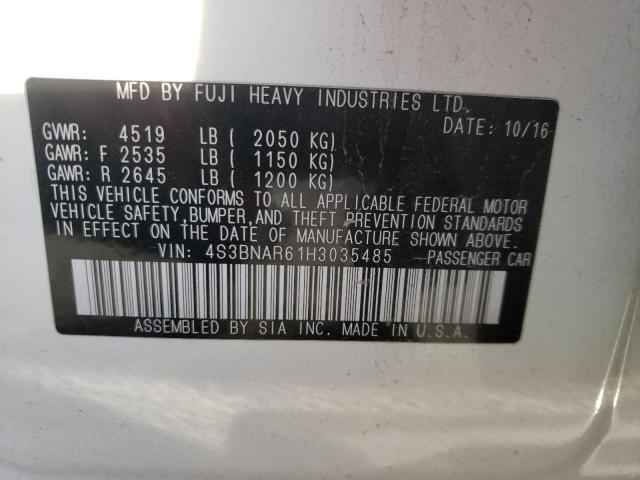 MFD BY FUJI HEAVY INDUSTRIES LTD.
DATE: 10/16
GVWR: 4519 LB ( 2050 KG)
GAWR: F 2535 LB ( 1150 KG)
GAWR: R 2645 LB ( 1200 KG)
THIS VEHICLE CONFORMS TO ALL APPLICABLE FEDERAL MOTOR
VEHICLE SAFETY,BUMPER,AND THEFT PREVENTION STANDARDS
IN EFFECT ON THE DATE OF MANUFACTURE SHOWN ABOVE.
VIN: 4S3BNAR61H3035485 PASSENGER CAR
ASSEMBLED BY SIA INC. MADE IN U.S.A.